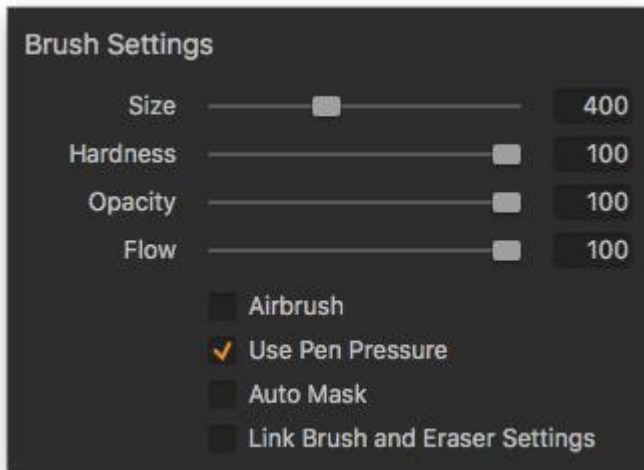 Brush Settings
Size 400
Hardness 100
Opacity 100
Flow 100
Airbrush
Use Pen Pressure
Auto Mask
Link Brush and Eraser Settings